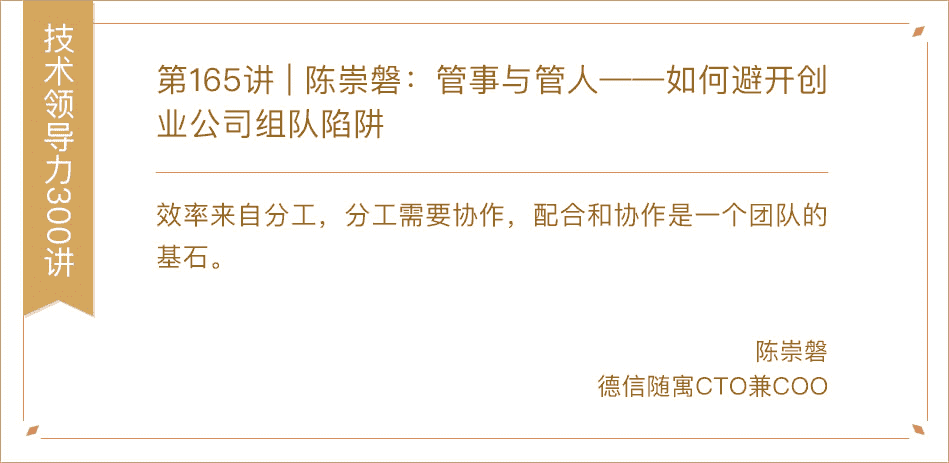 技术领导力300讲
第165讲 | 陈崇磐：管事与管人——如何避开创
业公司组队陷阱
效率来自分工，分工需要协作，配合和协作是一个团队的
基石。
陈崇磐
德信随寓CTO兼COO